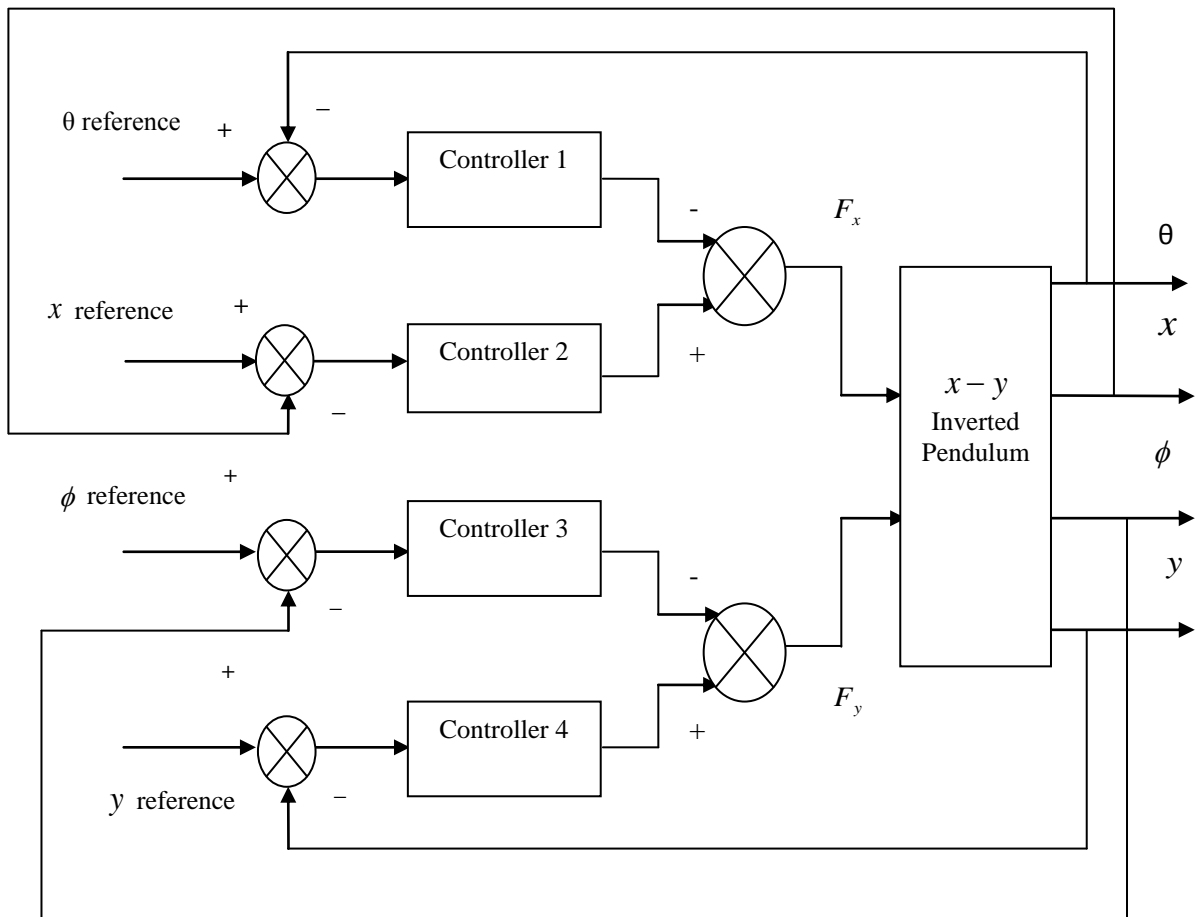 θ reference
+
−
Controller 1
-
F_x
θ
x reference
+
−
Controller 2
+
x
x − y
Inverted
Pendulum
ϕ reference
+
−
Controller 3
-
ϕ
y
+
−
Controller 4
+
F_y
y reference